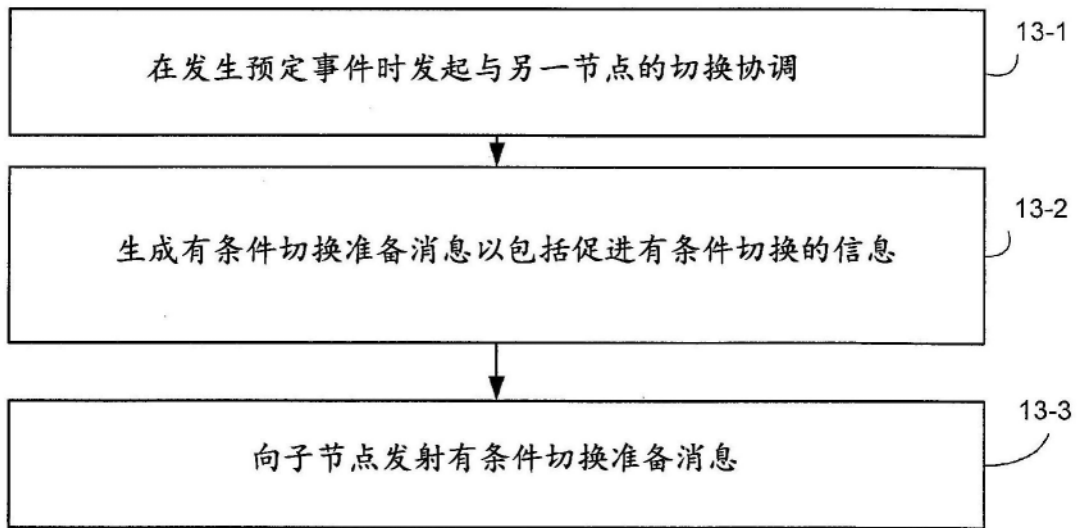 13-1
在发生预定事件时发起与另一节点的切换协调
13-2
生成有条件切换准备消息以包括促进有条件切换的信息
13-3
向子节点发射有条件切换准备消息